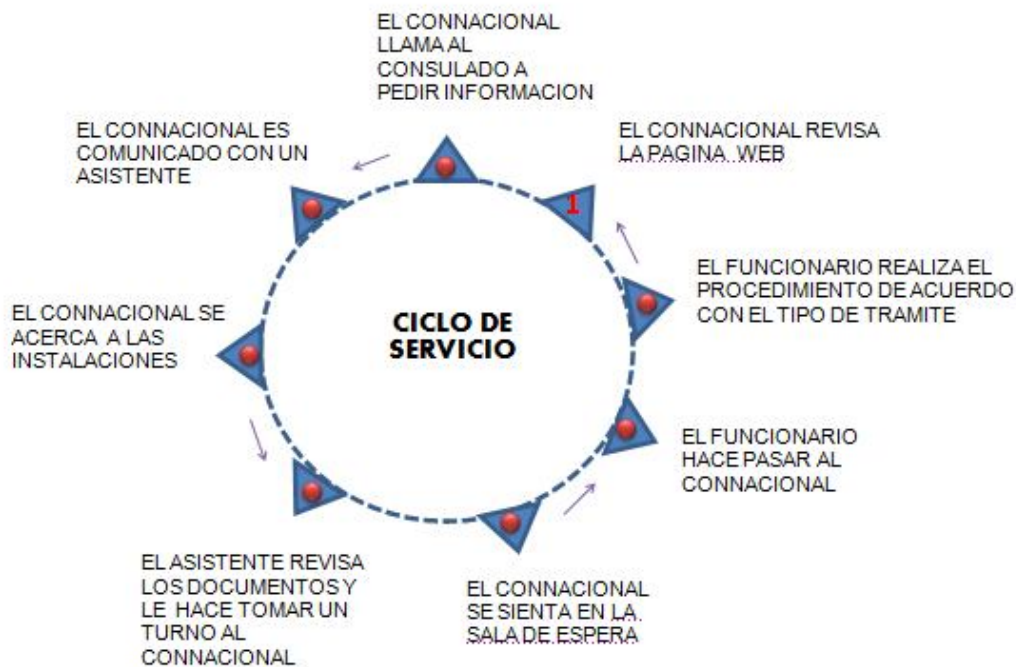 EL CONNACIONAL
LLAMA AL
CONSULADO A
PEDIR INFORMACION
EL CONNACIONAL ES
COMUNICADO CON UN
ASISTENTE
EL CONNACIONAL REVISA
LA PAGINA WEB
1
EL FUNCIONARIO REALIZA EL
PROCEDIMIENTO DE ACUERDO
CON EL TIPO DE TRAMITE
EL CONNACIONAL SE
ACERCA A LAS
INSTALACIONES
CICLO DE
SERVICIO
EL FUNCIONARIO
HACE PASAR AL
CONNACIONAL
EL ASISTENTE REVISA
LOS DOCUMENTOS Y
LE HACE TOMAR UN
TURNO AL
CONNACIONAL
EL CONNACIONAL
SE SIENTA EN LA
SALA DE ESPERA